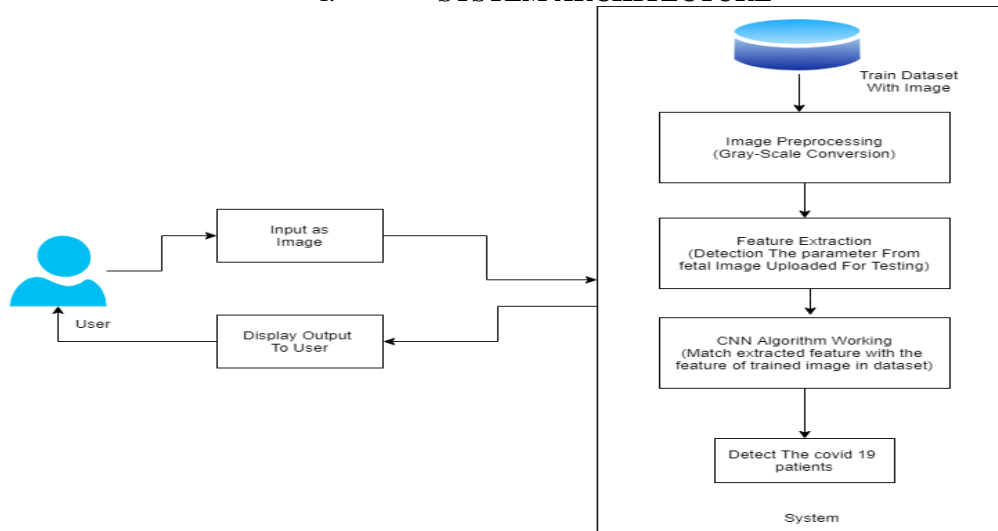 I. SYSTEM ARCHITECTURE
Train Dataset
With Image
Image Preprocessing
(Gray-Scale Conversion)
Feature Extraction
(Detection The parameter From
fetal Image Uploaded For Testing)
CNN Algorithm Working
(Match extracted feature with the
feature of trained image in dataset)
Detect The covid 19
patients
System
Input as
Image
User
Display Output
To User